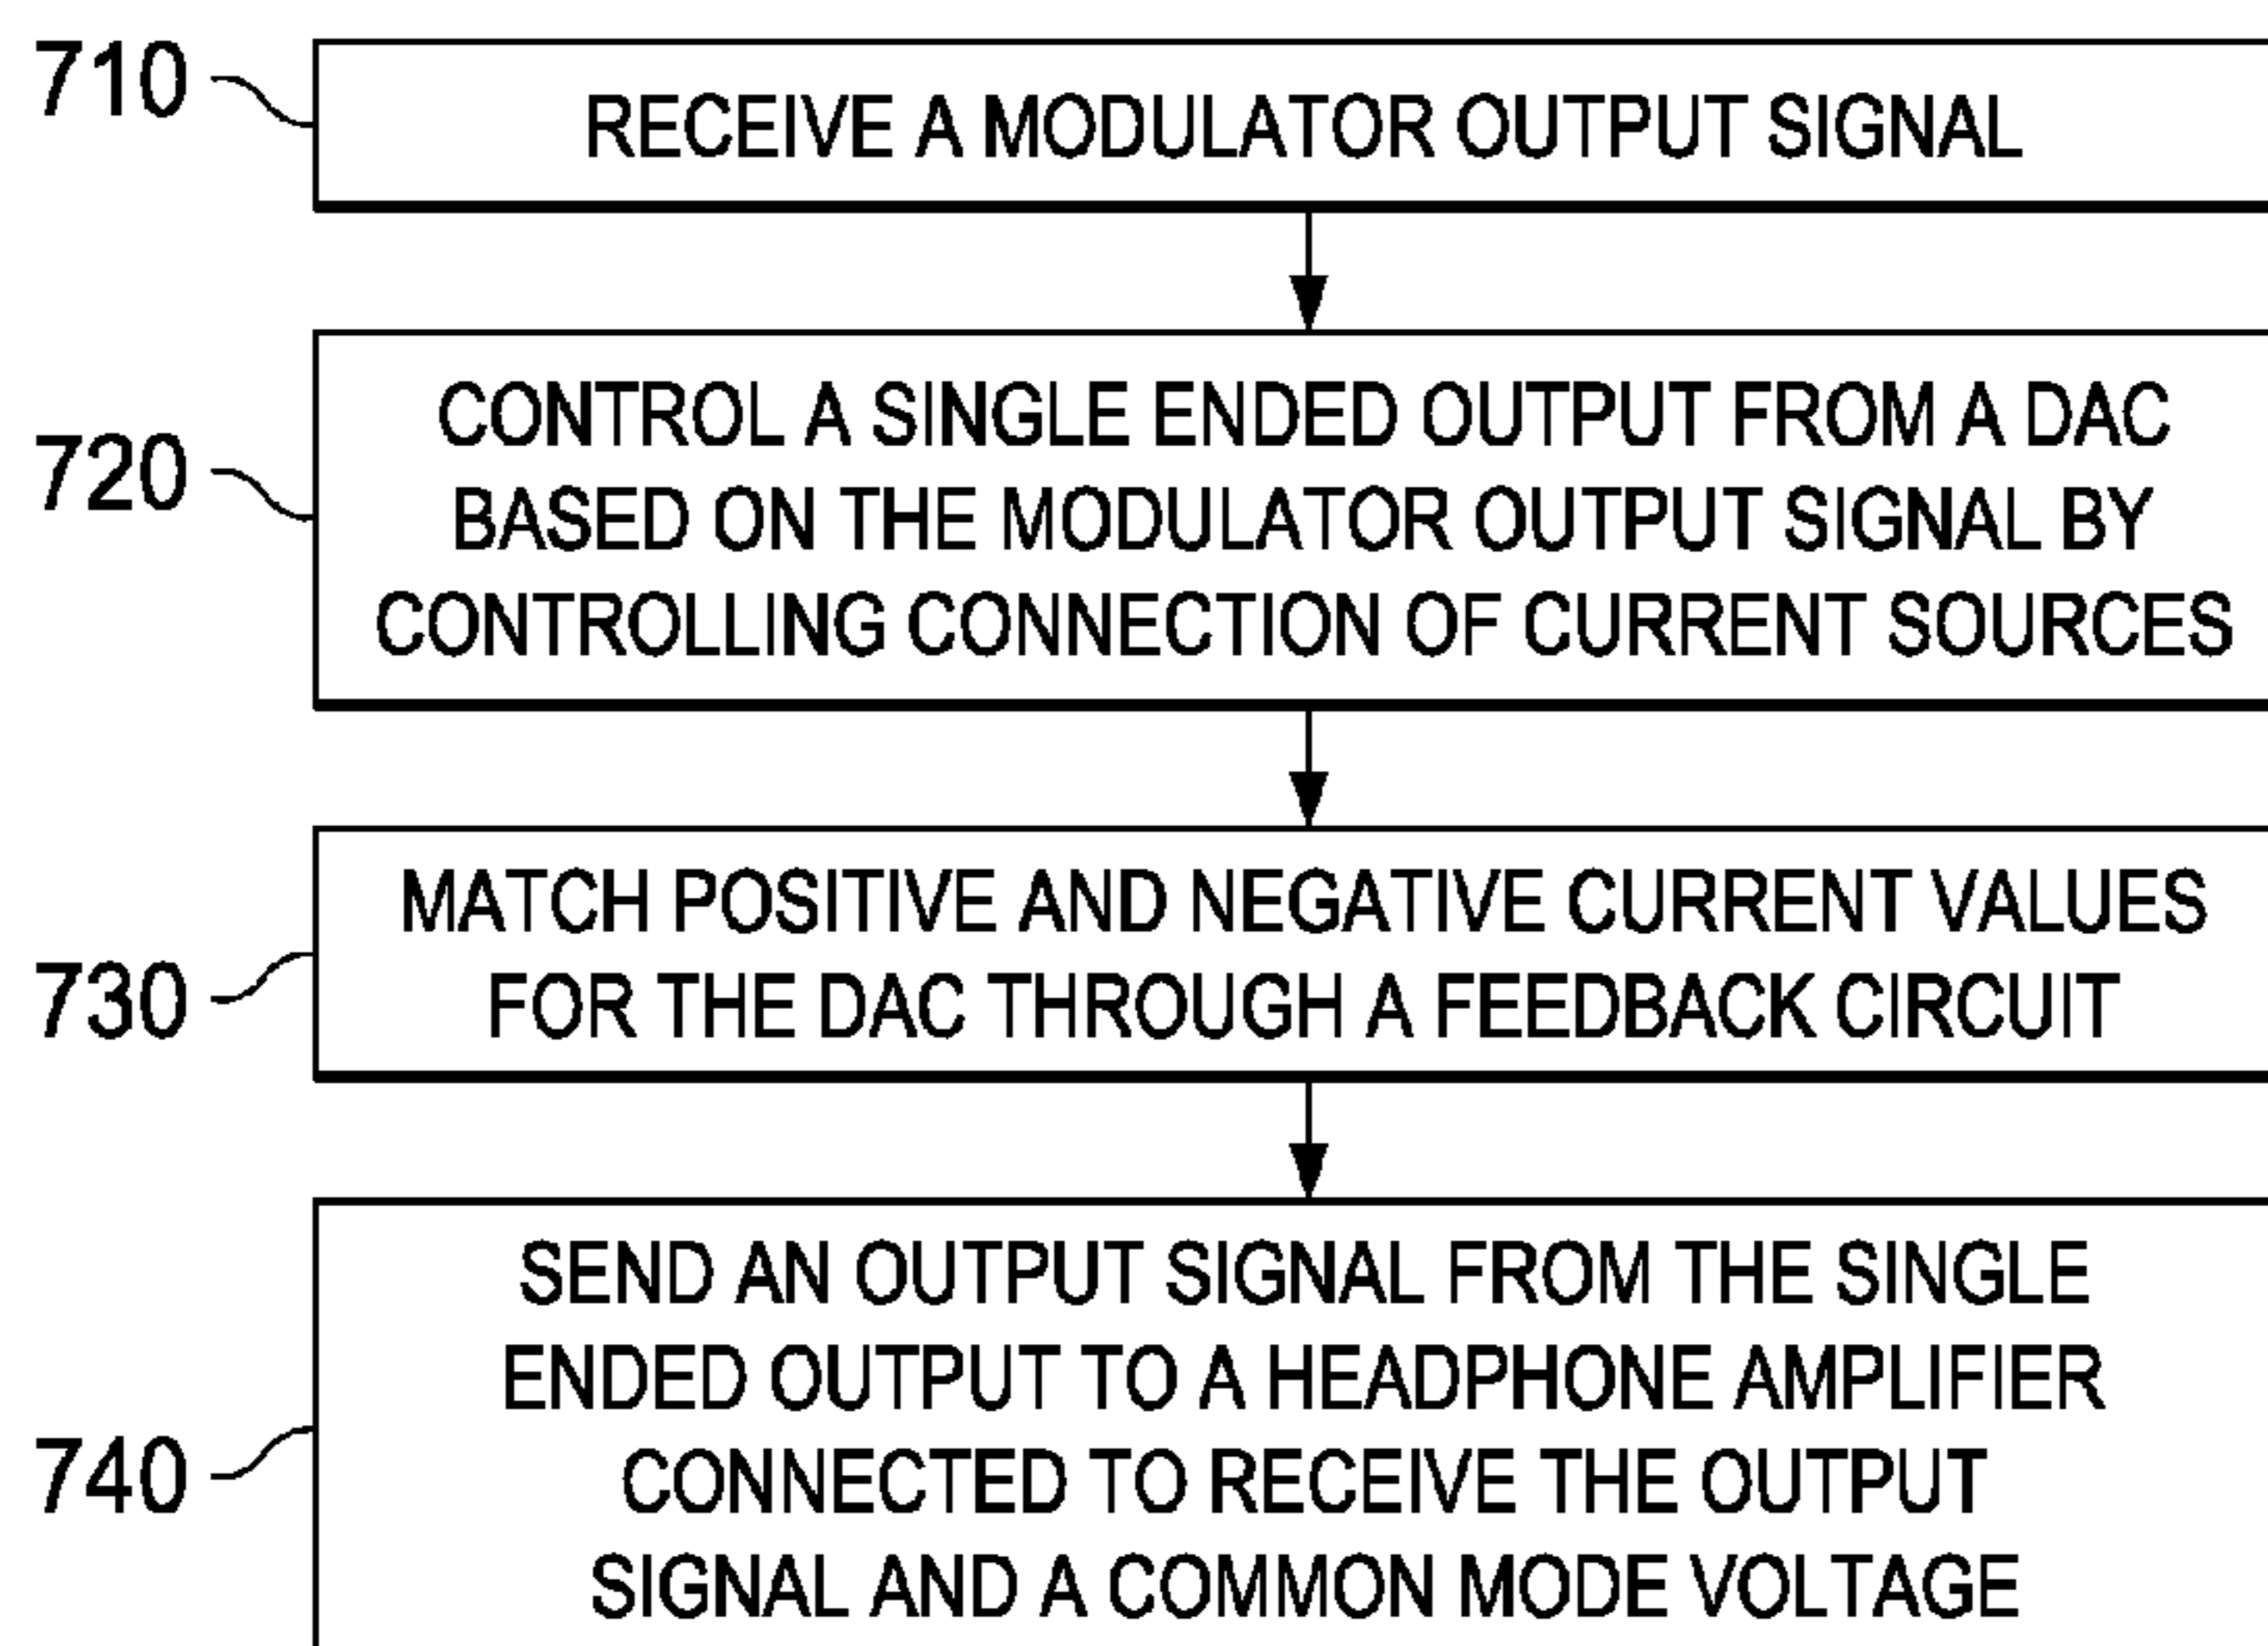 710
RECEIVE A MODULATOR OUTPUT SIGNAL
720
CONTROL A SINGLE ENDED OUTPUT FROM A DAC
BASED ON THE MODULATOR OUTPUT SIGNAL BY
CONTROLLING CONNECTION OF CURRENT SOURCES
730
MATCH POSITIVE AND NEGATIVE CURRENT VALUES
FOR THE DAC THROUGH A FEEDBACK CIRCUIT
740
SEND AN OUTPUT SIGNAL FROM THE SINGLE
ENDED OUTPUT TO A HEADPHONE AMPLIFIER
CONNECTED TO RECEIVE THE OUTPUT
SIGNAL AND A COMMON MODE VOLTAGE